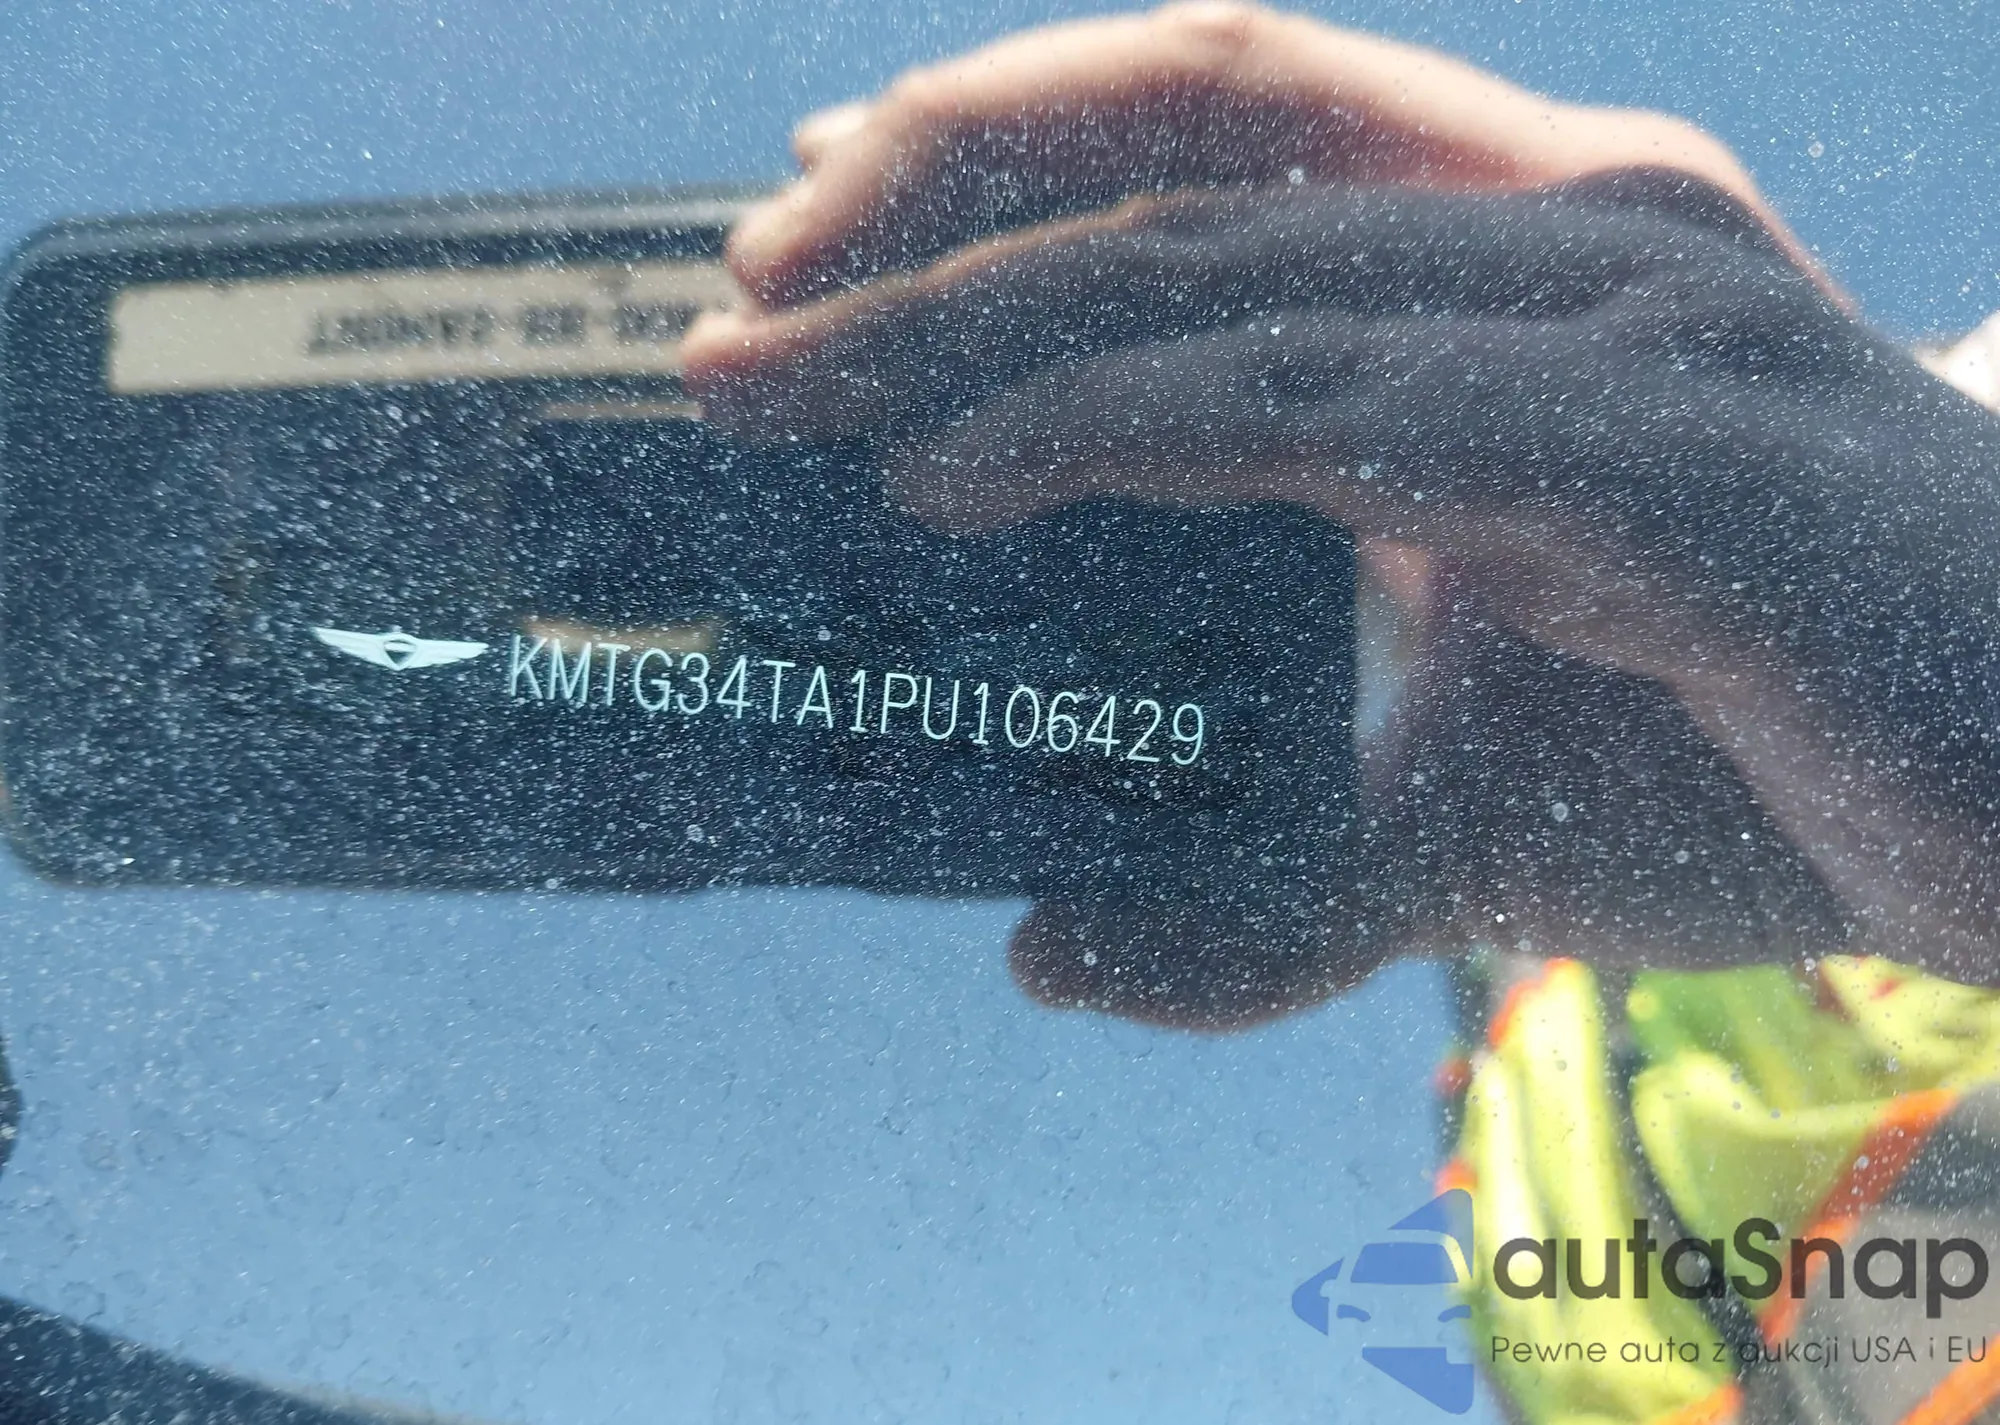 KMTG34TA1PU106429
autaSnap
Pewne auta z aukcji USA i EU